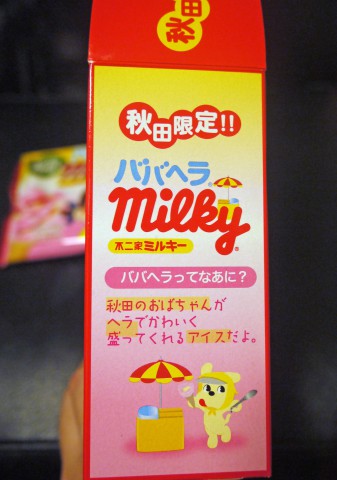 秋田
秋田限定!!
ババヘラ®
milky®
不二家ミルキー
ババヘラってなあに?
秋田のおばちゃんが
ヘラでかわいく
盛ってくれるアイスだよ。